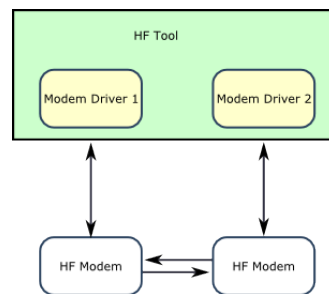 HF Tool
Modem Driver 1
Modem Driver 2
HF Modem
HF Modem